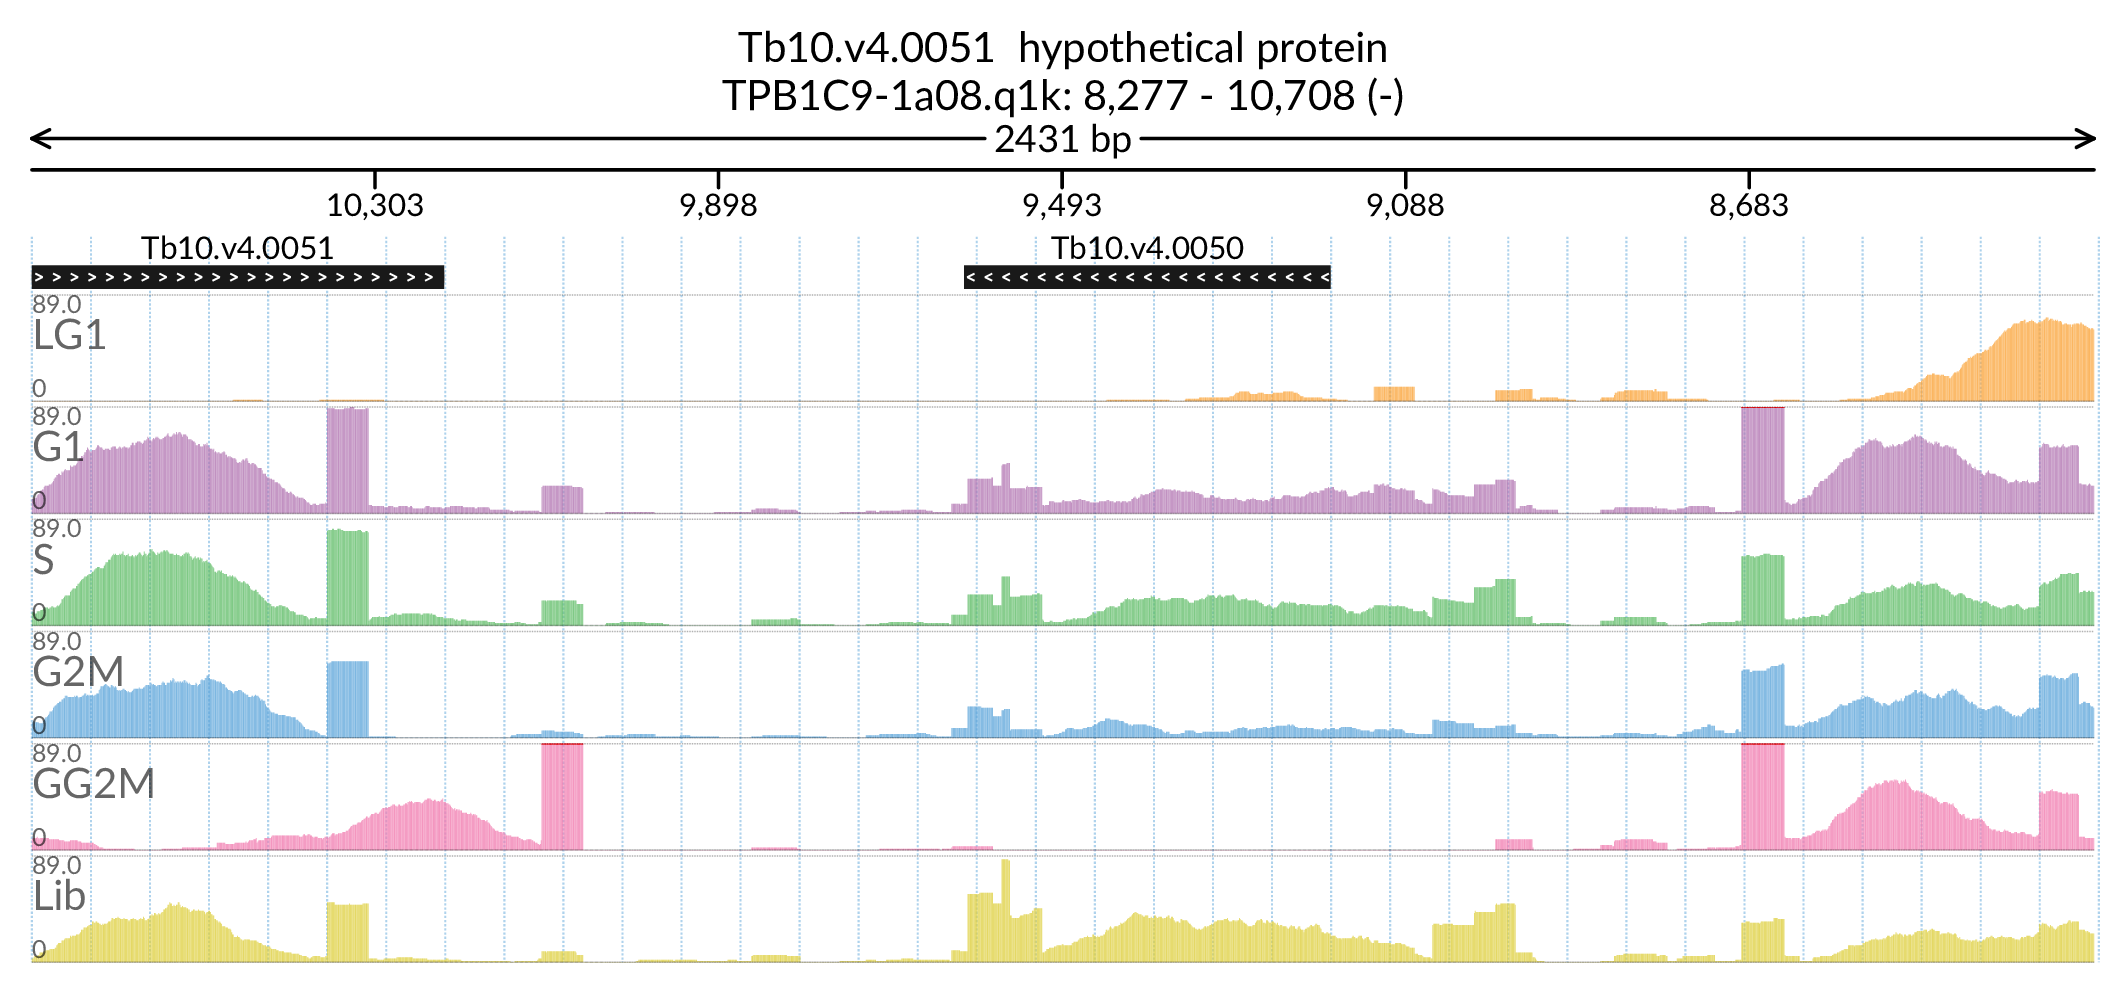 Tb10.v4.0051 hypothetical protein
TPB1C9-1a08.q1k: 8,277 - 10,708 (-)
2431 bp
10,303 9,898 9,493 9,088 8,683
Tb10.v4.0051 Tb10.v4.0050
89.0
LG1
0
89.0
G1
0
89.0
S
0
89.0
G2M
0
89.0
GG2M
0
89.0
Lib
0